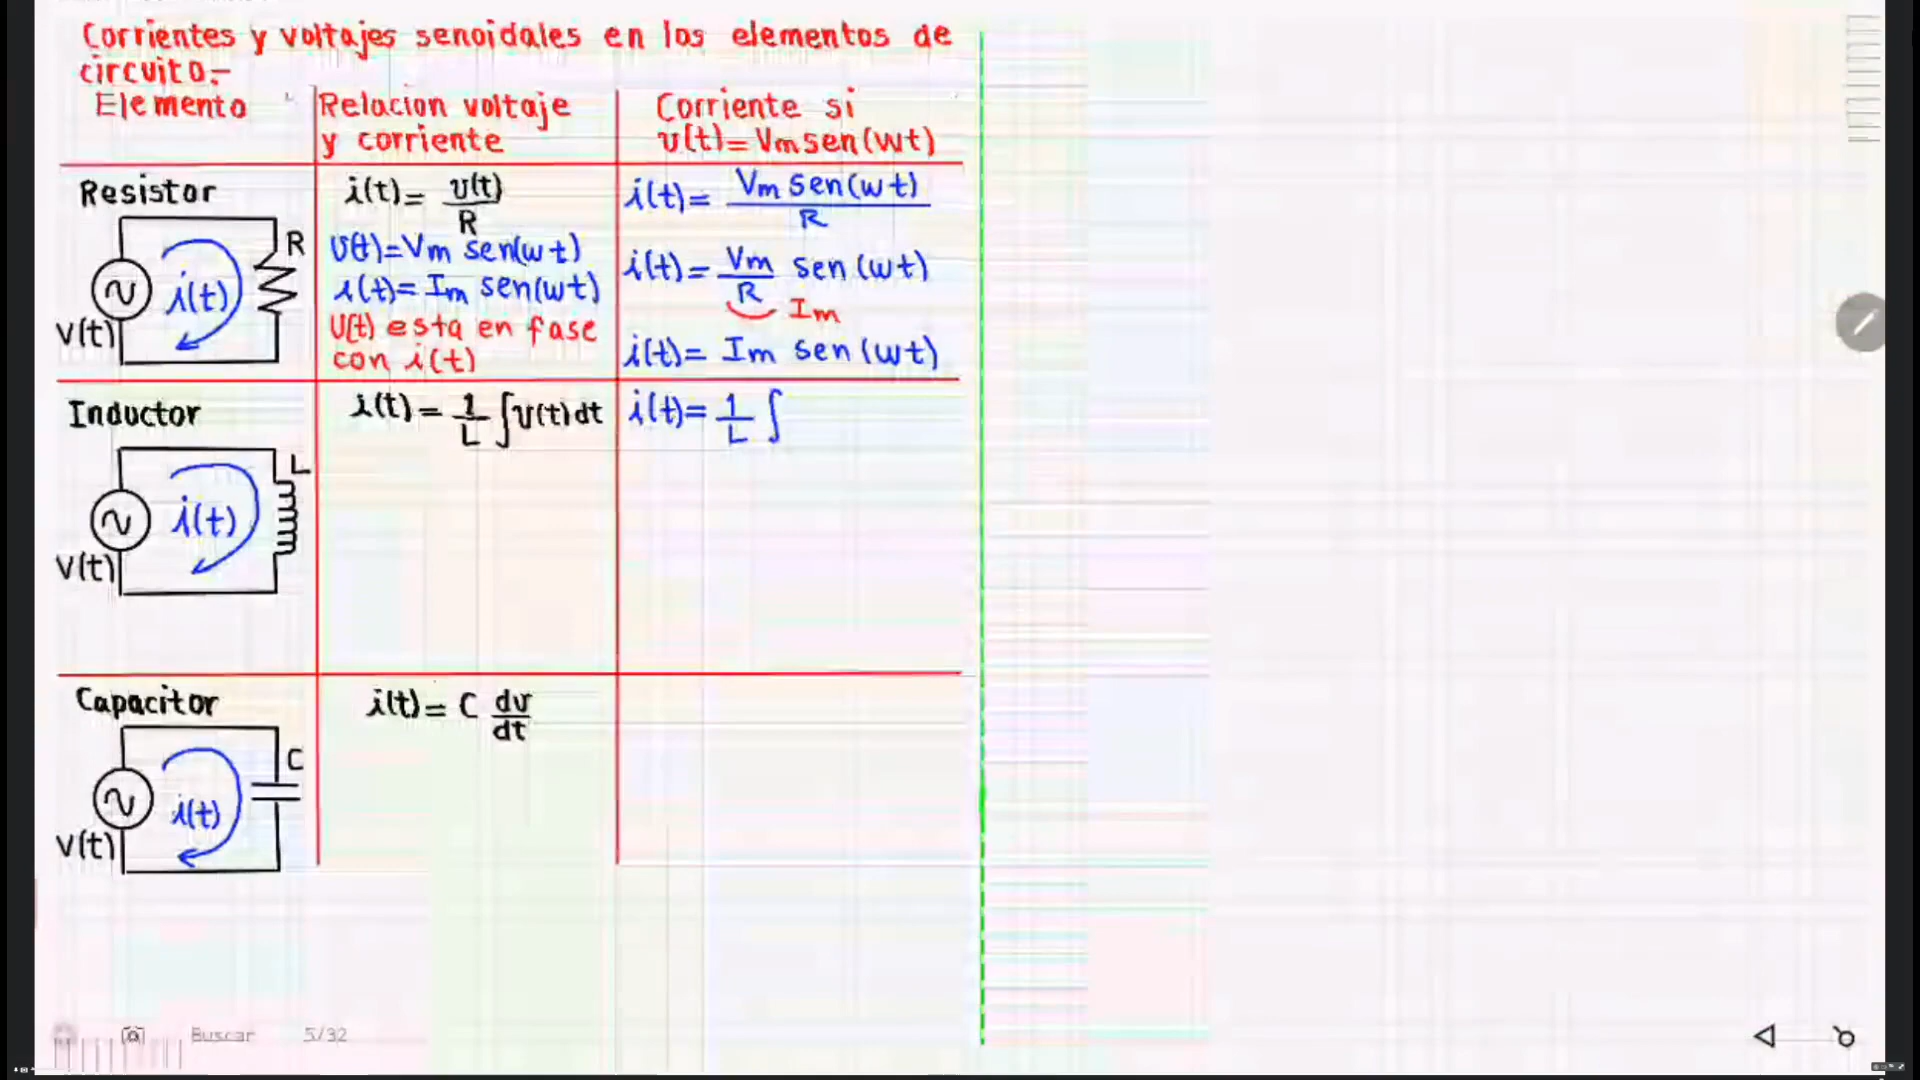 Corrientes y voltajes senoidales en los elementos de
circuito.-
Elemento
Relacion voltaje
y corriente
Corriente si
v(t)=Vm sen(wt)
Resistor
R
i(t)
V(t)
i(t)= v(t)/R
v(t)=Vm sen(wt)
i(t)= Im sen(wt)
v(t) esta en fase
con i(t)
i(t)= Vm sen(wt)/R
i(t)= Vm/R sen(wt)
Im
i(t)= Im sen(wt)
Inductor
L
i(t)
V(t)
i(t) = 1/L ∫v(t)dt
i(t)= 1/L ∫
Capacitor
C
i(t)
V(t)
i(t)= C dv/dt
Buscar 5/32